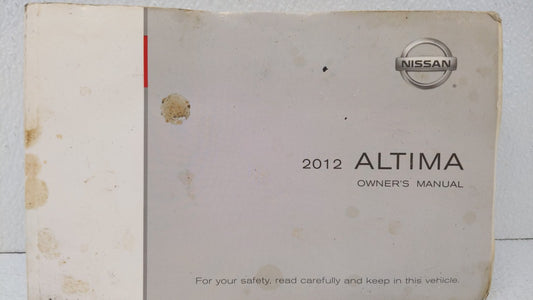 NISSAN
2012 ALTIMA
OWNER'S MANUAL
For your safety, read carefully and keep in this vehicle.